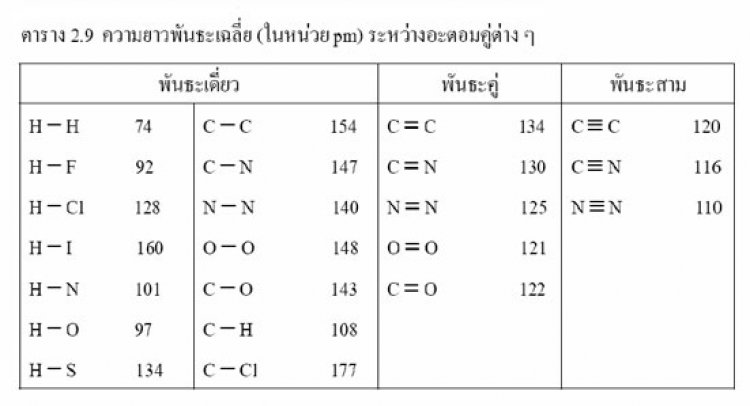 ตาราง 2.9 ความยาวพันธะเฉลี่ย (ในหน่วย pm) ระหว่างอะตอมคู่ต่าง ๆ
พันธะเดี่ยว พันธะคู่ พันธะสาม
H − H 74 C − C 154 C = C 134 C ≡ C 120
H − F 92 C − N 147 C = N 130 C ≡ N 116
H − Cl 128 N − N 140 N = N 125 N ≡ N 110
H − I 160 O − O 148 O = O 121
H − N 101 C − O 143 C = O 122
H − O 97 C − H 108
H − S 134 C − Cl 177